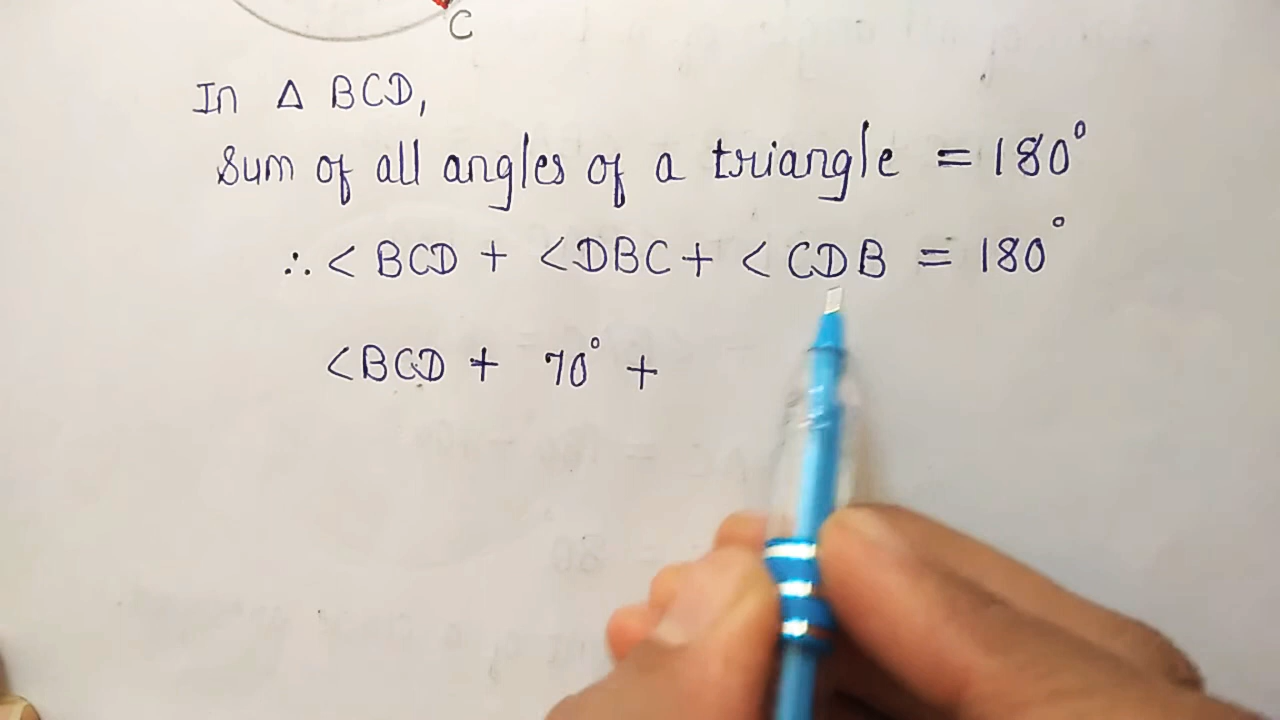 C
In Δ BCD,
Sum of all angles of a triangle = 180°
∴ < BCD + < DBC + < CDB = 180°
< BCD + 70° +